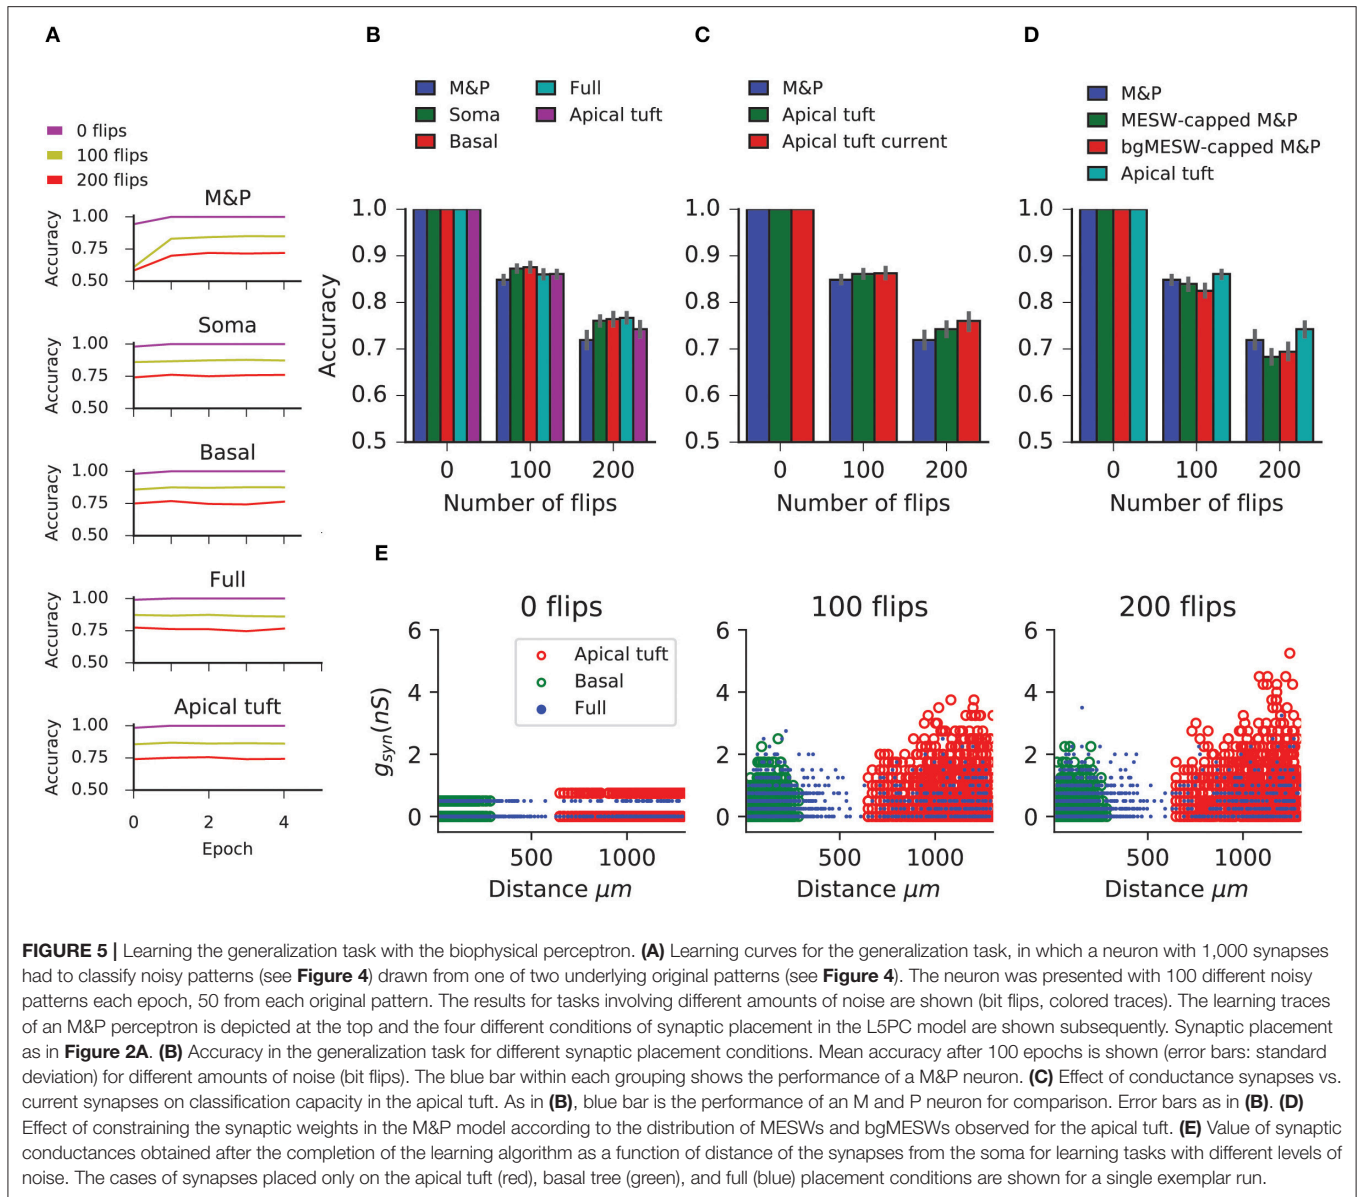 A
0 flips
100 flips
200 flips
M&P
Accuracy
1.00
0.75
0.50
Soma
Accuracy
1.00
0.75
0.50
Basal
Accuracy
1.00
0.75
0.50
Full
Accuracy
1.00
0.75
0.50
Apical tuft
Accuracy
1.00
0.75
0.50
0 2 4
Epoch
B
M&P
Soma
Basal
Full
Apical tuft
Accuracy
1.0
0.9
0.8
0.7
0.6
0.5
0 100 200
Number of flips
C
M&P
Apical tuft
Apical tuft current
1.0
0.9
0.8
0.7
0.6
0.5
0 100 200
Number of flips
D
M&P
MESW-capped M&P
bgMESW-capped M&P
Apical tuft
1.0
0.9
0.8
0.7
0.6
0.5
0 100 200
Number of flips
E
0 flips
Apical tuft
Basal
Full
g_syn(nS)
6
4
2
0
500 1000
Distance μm
100 flips
6
4
2
0
500 1000
Distance μm
200 flips
6
4
2
0
500 1000
Distance μm
FIGURE 5 | Learning the generalization task with the biophysical perceptron. (A) Learning curves for the generalization task, in which a neuron with 1,000 synapses
had to classify noisy patterns (see Figure 4) drawn from one of two underlying original patterns (see Figure 4). The neuron was presented with 100 different noisy
patterns each epoch, 50 from each original pattern. The results for tasks involving different amounts of noise are shown (bit flips, colored traces). The learning traces
of an M&P perceptron is depicted at the top and the four different conditions of synaptic placement in the L5PC model are shown subsequently. Synaptic placement
as in Figure 2A. (B) Accuracy in the generalization task for different synaptic placement conditions. Mean accuracy after 100 epochs is shown (error bars: standard
deviation) for different amounts of noise (bit flips). The blue bar within each grouping shows the performance of a M&P neuron. (C) Effect of conductance synapses vs.
current synapses on classification capacity in the apical tuft. As in (B), blue bar is the performance of an M and P neuron for comparison. Error bars as in (B). (D)
Effect of constraining the synaptic weights in the M&P model according to the distribution of MESWs and bgMESWs observed for the apical tuft. (E) Value of synaptic
conductances obtained after the completion of the learning algorithm as a function of distance of the synapses from the soma for learning tasks with different levels of
noise. The cases of synapses placed only on the apical tuft (red), basal tree (green), and full (blue) placement conditions are shown for a single exemplar run.